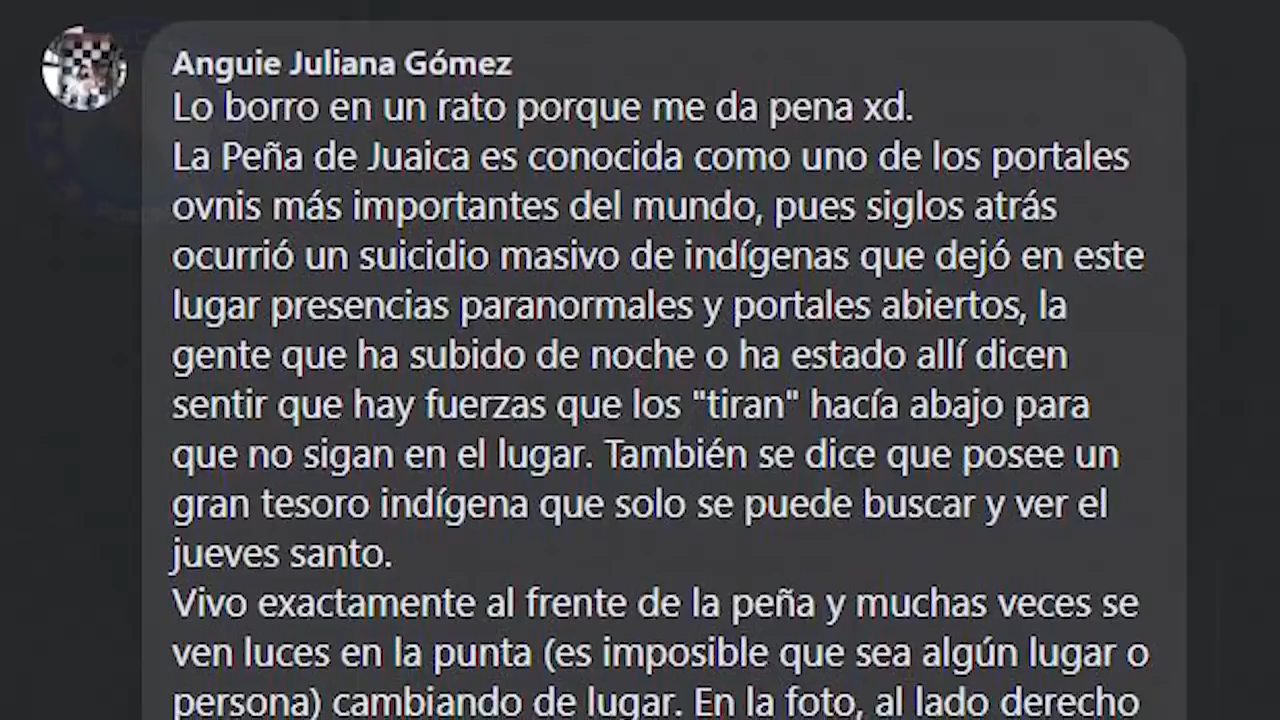 Anguie Juliana Gómez
Lo borro en un rato porque me da pena xd.
La Peña de Juaica es conocida como uno de los portales
ovnis más importantes del mundo, pues siglos atrás
ocurrió un suicidio masivo de indígenas que dejó en este
lugar presencias paranormales y portales abiertos, la
gente que ha subido de noche o ha estado allí dicen
sentir que hay fuerzas que los "tiran" hacía abajo para
que no sigan en el lugar. También se dice que posee un
gran tesoro indígena que solo se puede buscar y ver el
jueves santo.
Vivo exactamente al frente de la peña y muchas veces se
ven luces en la punta (es imposible que sea algún lugar o
persona) cambiando de lugar. En la foto, al lado derecho